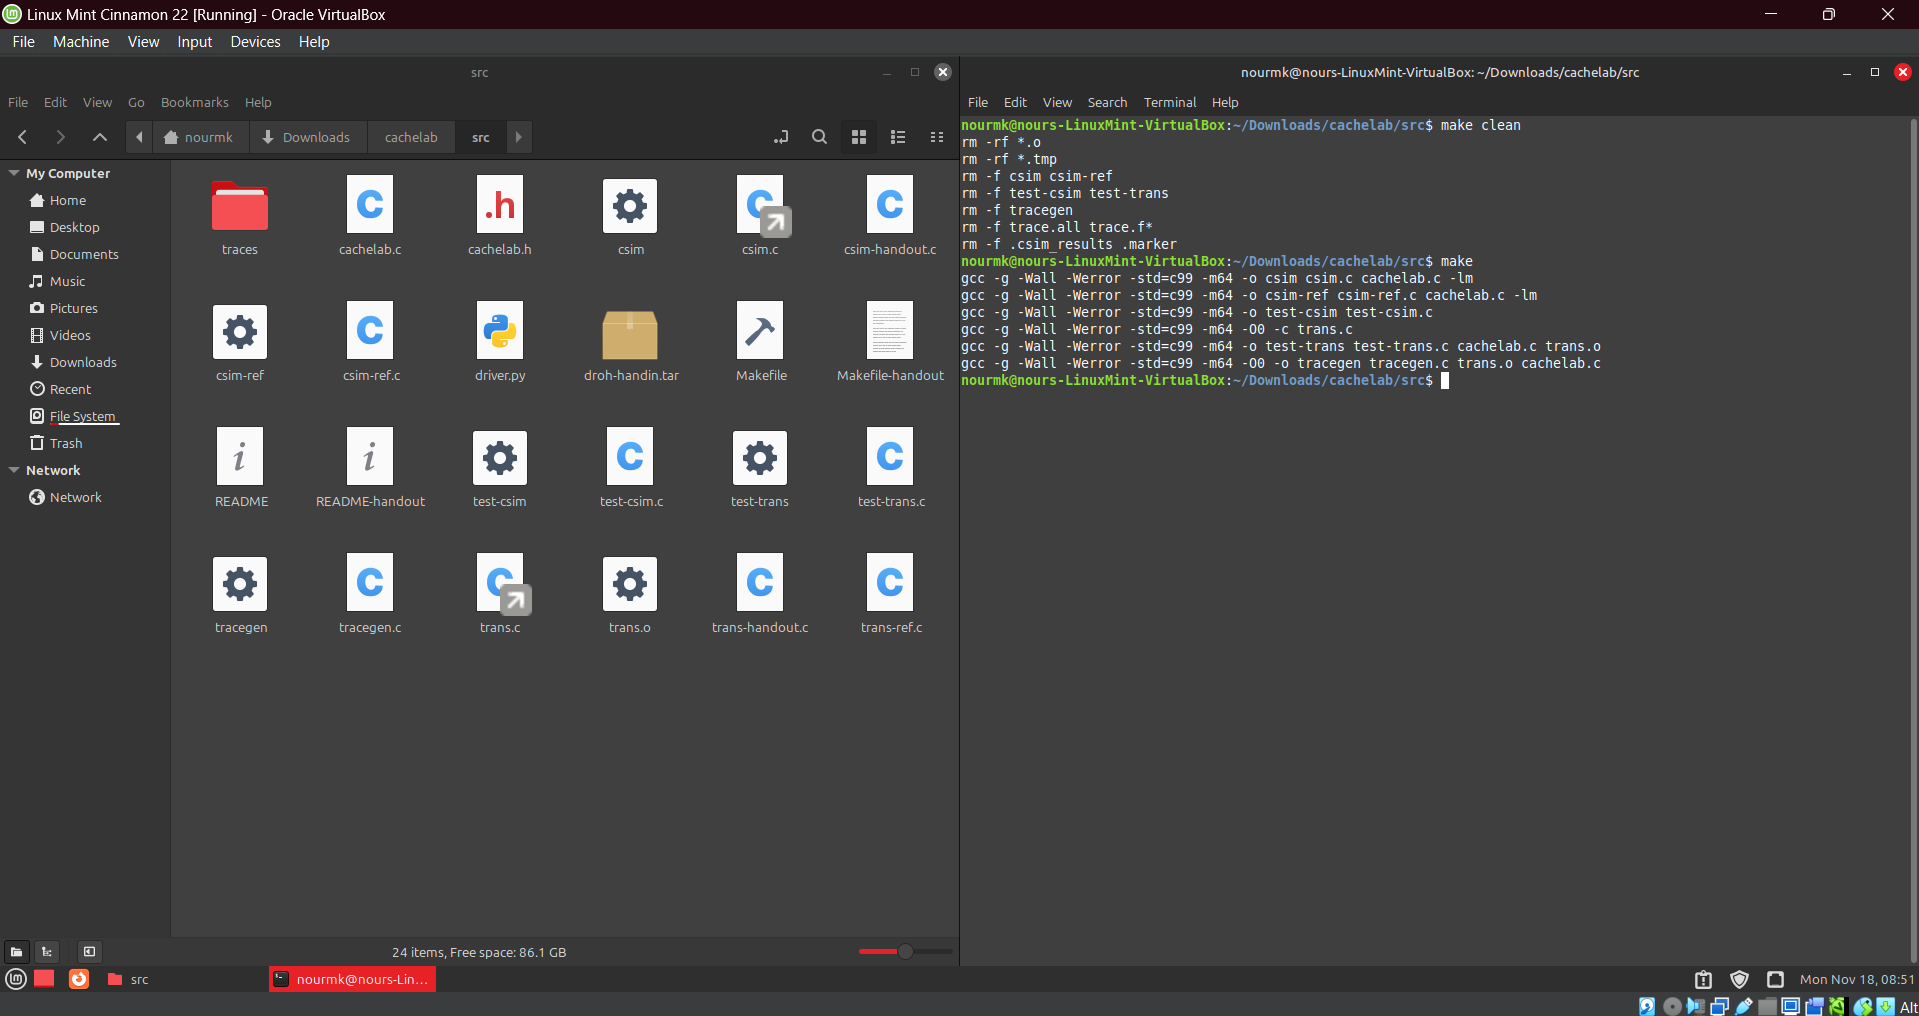 Linux Mint Cinnamon 22 [Running] - Oracle VirtualBox
File Machine View Input Devices Help
src
File Edit View Go Bookmarks Help
nourmk Downloads cachelab src
My Computer
Home
Desktop
Documents
Music
Pictures
Videos
Downloads
Recent
File System
Trash
Network
Network
traces cachelab.c cachelab.h csim csim.c csim-handout.c
csim-ref csim-ref.c driver.py droh-handin.tar Makefile Makefile-handout
README README-handout test-csim test-csim.c test-trans test-trans.c
tracegen tracegen.c trans.c trans.o trans-handout.c trans-ref.c
24 items, Free space: 86.1 GB
nourmk@nours-LinuxMint-VirtualBox: ~/Downloads/cachelab/src
File Edit View Search Terminal Help
nourmk@nours-LinuxMint-VirtualBox:~/Downloads/cachelab/src$ make clean
rm -rf *.o
rm -rf *.tmp
rm -f csim csim-ref
rm -f test-csim test-trans
rm -f tracegen
rm -f trace.all trace.f*
rm -f .csim_results .marker
nourmk@nours-LinuxMint-VirtualBox:~/Downloads/cachelab/src$ make
gcc -g -Wall -Werror -std=c99 -m64 -o csim csim.c cachelab.c -lm
gcc -g -Wall -Werror -std=c99 -m64 -o csim-ref csim-ref.c cachelab.c -lm
gcc -g -Wall -Werror -std=c99 -m64 -o test-csim test-csim.c
gcc -g -Wall -Werror -std=c99 -m64 -O0 -c trans.c
gcc -g -Wall -Werror -std=c99 -m64 -o test-trans test-trans.c cachelab.c trans.o
gcc -g -Wall -Werror -std=c99 -m64 -O0 -o tracegen tracegen.c trans.o cachelab.c
nourmk@nours-LinuxMint-VirtualBox:~/Downloads/cachelab/src$
src nourmk@nours-Lin... Mon Nov 18, 08:51
Alt